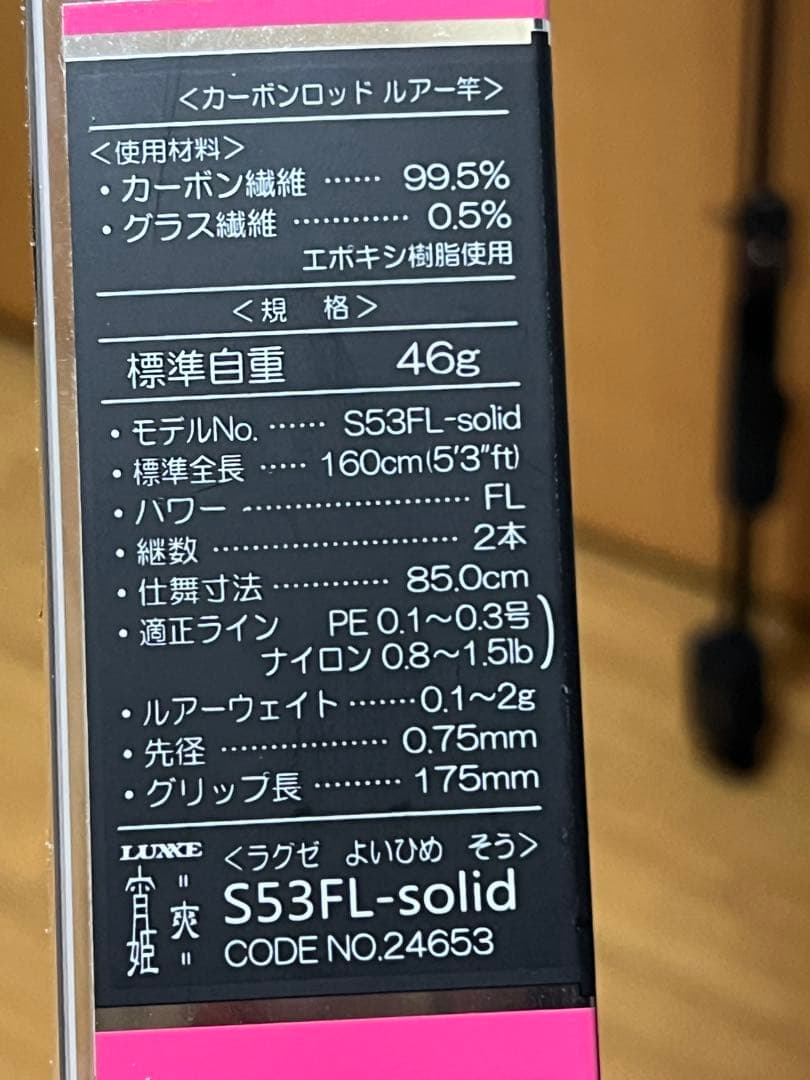 ＜カーボンロッド ルアー竿＞
＜使用材料＞
・カーボン繊維 …… 99.5%
・グラス繊維 ………… 0.5%
エポキシ樹脂使用
＜規　格＞
標準自重　46g
・モデルNo. …… S53FL-solid
・標準全長 …… 160cm(5'3"ft)
・パワー ………………… FL
・継数 …………………… 2本
・仕舞寸法 ………… 85.0cm
・適正ライン　PE 0.1〜0.3号
ナイロン 0.8〜1.5lb)
・ルアーウェイト ……0.1〜2g
・先径 …………… 0.75mm
・グリップ長 ……… 175mm
LUXXE ＜ラグゼ　よいひめ　そう＞
宵姫 "爽" S53FL-solid
CODE NO.24653